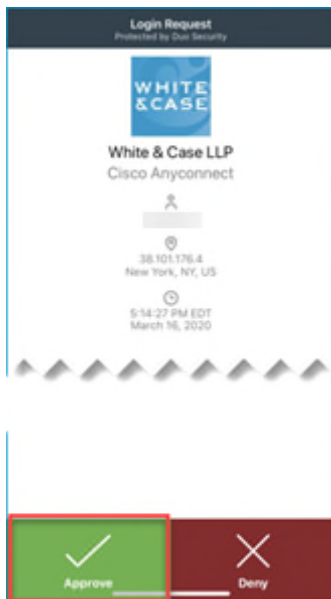 Login Request
Protected by Duo Security
WHITE
& CASE
White & Case LLP
Cisco Anyconnect
38.101.176.4
New York, NY, US
5:14:27 PM EDT
March 16, 2020
Approve
Deny